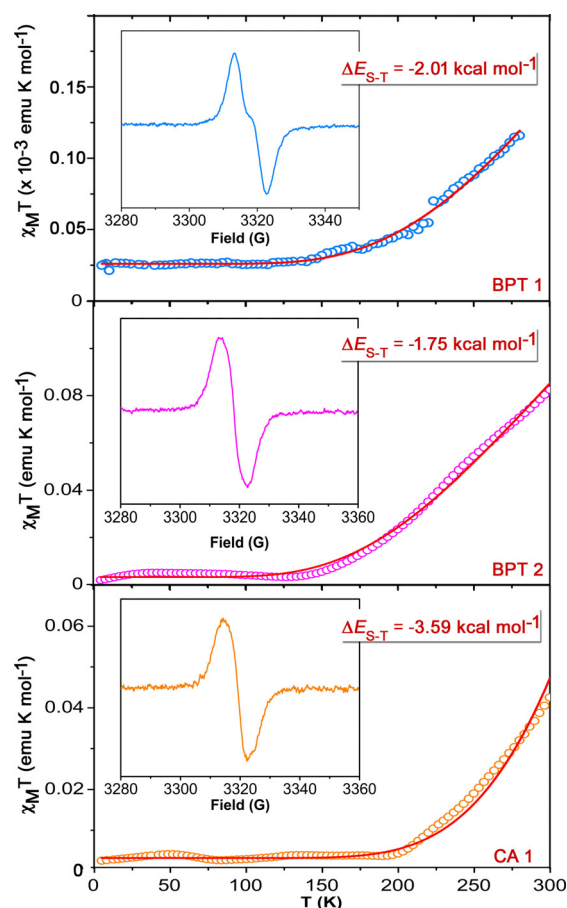 χMT (x 10⁻³ emu K mol⁻¹)
0.15
0.10
0.05
0
3280 3300 3320 3340
Field (G)
ΔE_S-T = -2.01 kcal mol⁻¹
BPT 1
χMT (emu K mol⁻¹)
0.08
0.04
0
3280 3300 3320 3340 3360
Field (G)
ΔE_S-T = -1.75 kcal mol⁻¹
BPT 2
χMT (emu K mol⁻¹)
0.06
0.04
0.02
0
3280 3300 3320 3340 3360
Field (G)
ΔE_S-T = -3.59 kcal mol⁻¹
CA 1
0 50 100 150 200 250 300
T (K)